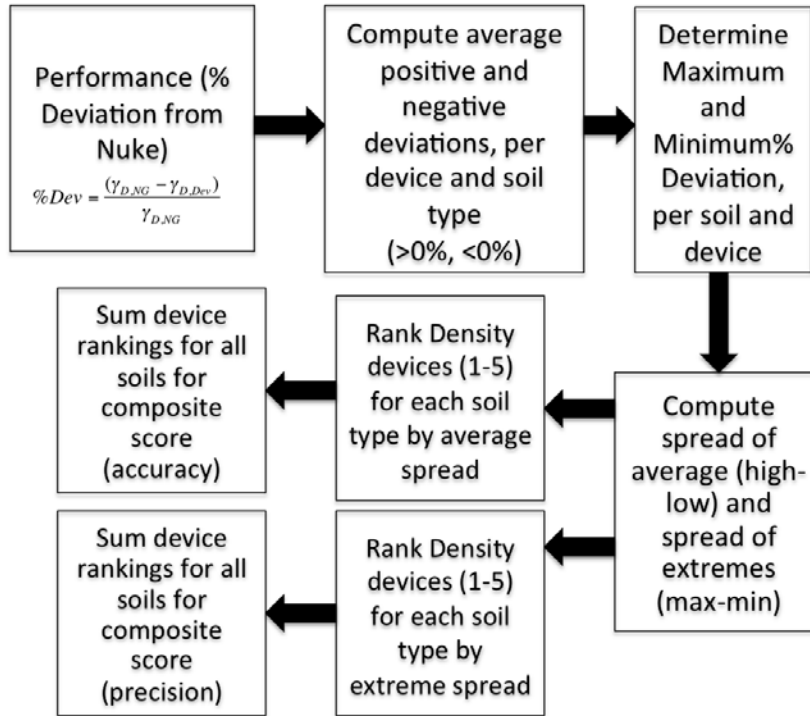 Performance (%
Deviation from
Nuke)
%Dev = (γD,NG − γD,Dev) / γD,NG
Compute average
positive and
negative
deviations, per
device and soil
type
(>0%, <0%)
Determine
Maximum
and
Minimum%
Deviation,
per soil and
device
Compute
spread of
average (high-
low) and
spread of
extremes
(max-min)
Rank Density
devices (1-5)
for each soil
type by average
spread
Sum device
rankings for all
soils for
composite
score
(accuracy)
Rank Density
devices (1-5)
for each soil
type by
extreme spread
Sum device
rankings for all
soils for
composite
score
(precision)